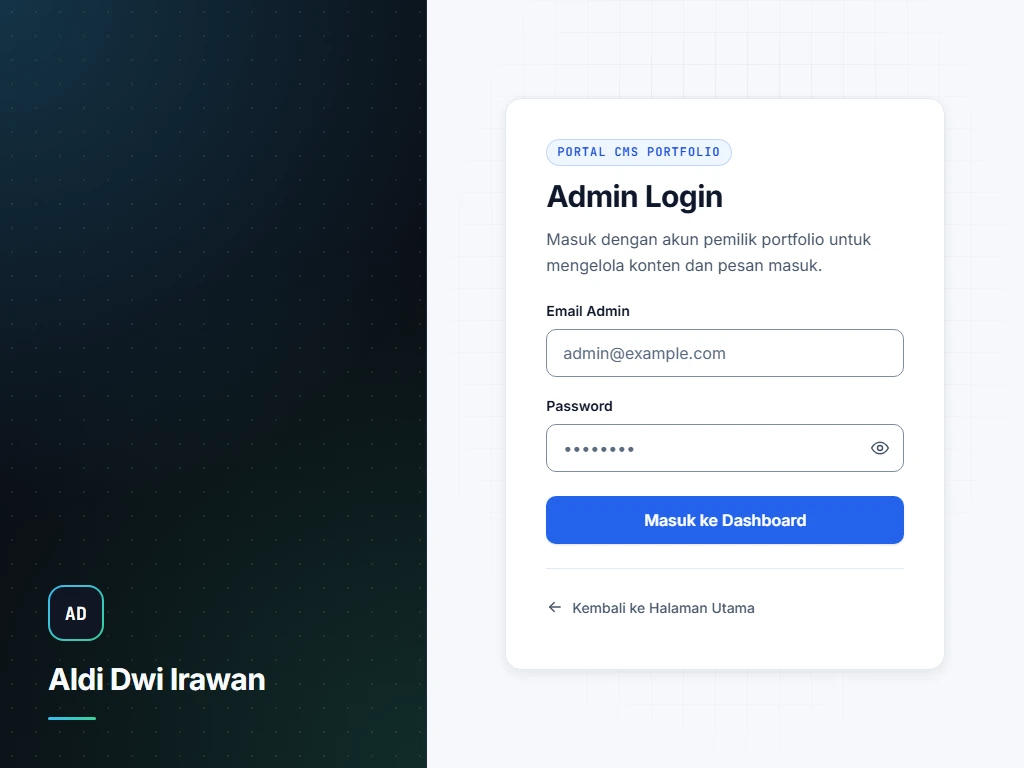 AD
Aldi Dwi Irawan
PORTAL CMS PORTFOLIO
Admin Login
Masuk dengan akun pemilik portfolio untuk
mengelola konten dan pesan masuk.
Email Admin
admin@example.com
Password
••••••••
Masuk ke Dashboard
← Kembali ke Halaman Utama